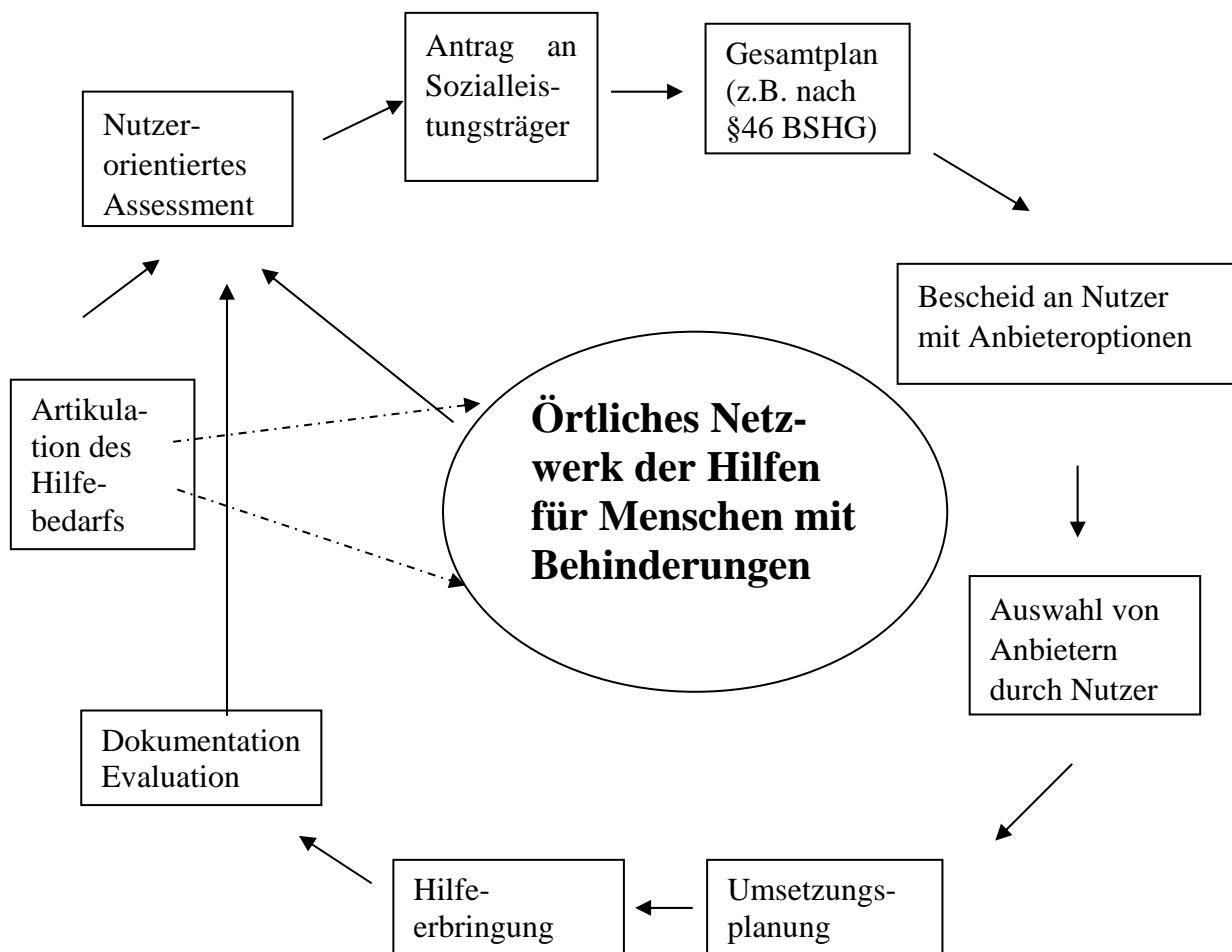 Antrag an
Sozialleis-
tungsträger
Gesamtplan
(z.B. nach
§46 BSHG)
Nutzer-
orientiertes
Assessment
Bescheid an Nutzer
mit Anbieteroptionen
Artikula-
tion des
Hilfe-
bedarfs
Örtliches Netz-
werk der Hilfen
für Menschen mit
Behinderungen
Auswahl von
Anbietern
durch Nutzer
Dokumentation
Evaluation
Hilfe-
erbringung
Umsetzungs-
planung